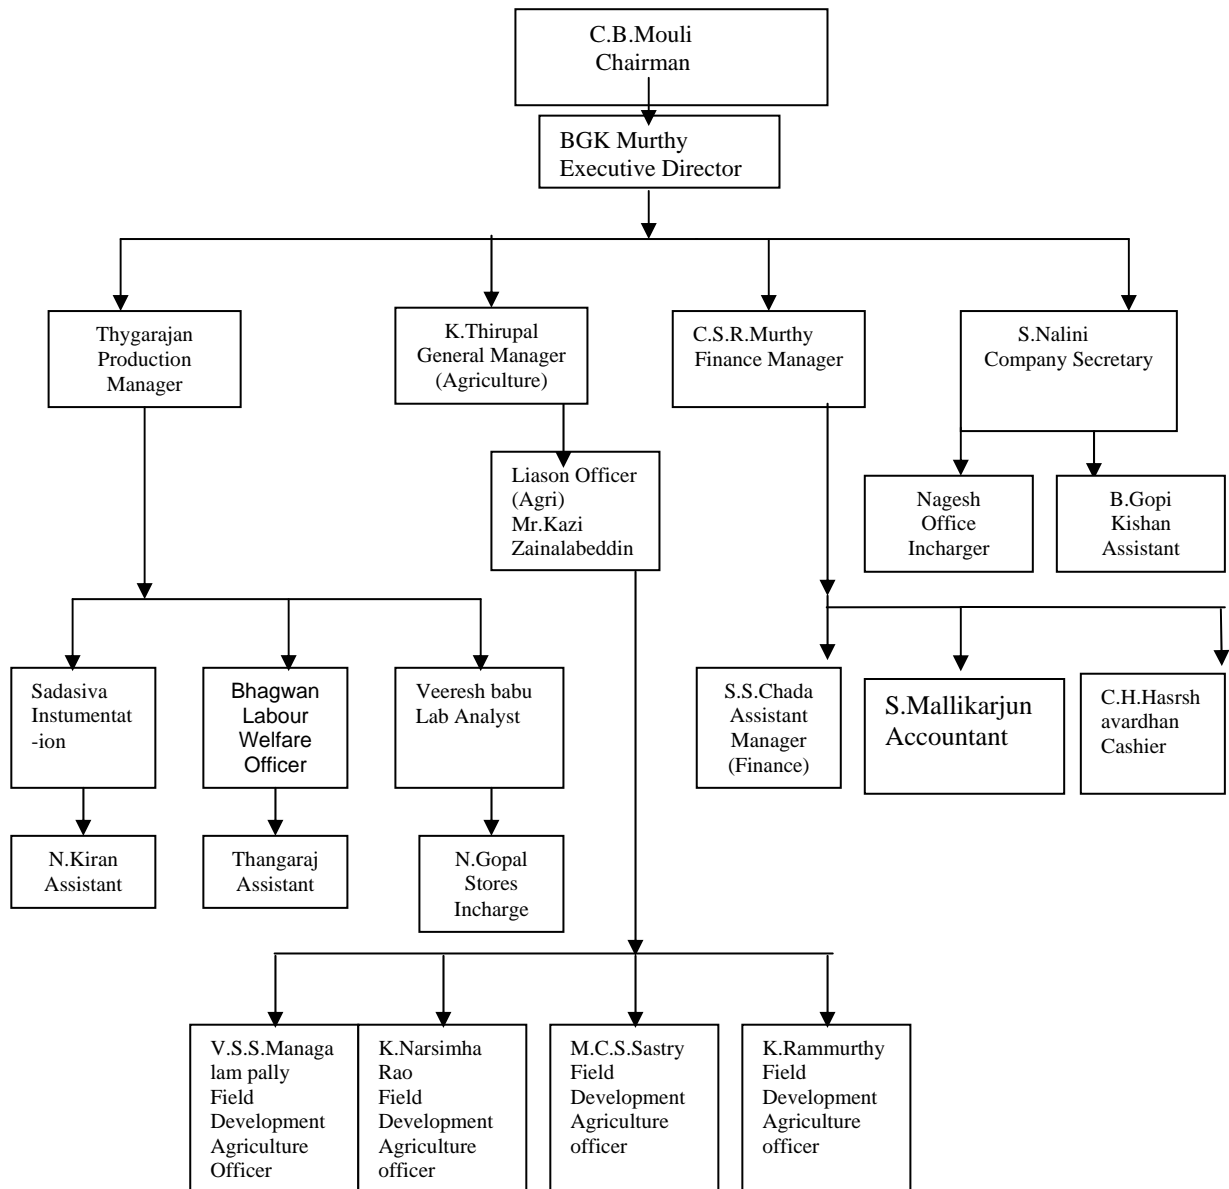 C.B.Mouli
Chairman
BGK Murthy
Executive Director
Thygarajan
Production
Manager
K.Thirupal
General Manager
(Agriculture)
C.S.R.Murthy
Finance Manager
S.Nalini
Company Secretary
Liason Officer
(Agri)
Mr.Kazi
Zainalabeddin
Nagesh
Office
Incharger
B.Gopi
Kishan
Assistant
Sadasiva
Instumentat
-ion
Bhagwan
Labour
Welfare
Officer
Veeresh babu
Lab Analyst
S.S.Chada
Assistant
Manager
(Finance)
S.Mallikarjun
Accountant
C.H.Hasrsh
avardhan
Cashier
N.Kiran
Assistant
Thangaraj
Assistant
N.Gopal
Stores
Incharge
V.S.S.Managa
lam pally
Field
Development
Agriculture
Officer
K.Narsimha
Rao
Field
Development
Agriculture
officer
M.C.S.Sastry
Field
Development
Agriculture
officer
K.Rammurthy
Field
Development
Agriculture
officer